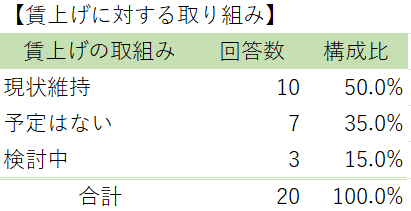 【賃上げに対する取り組み】
賃上げの取組み 回答数 構成比
現状維持 10 50.0%
予定はない 7 35.0%
検討中 3 15.0%
合計 20 100.0%